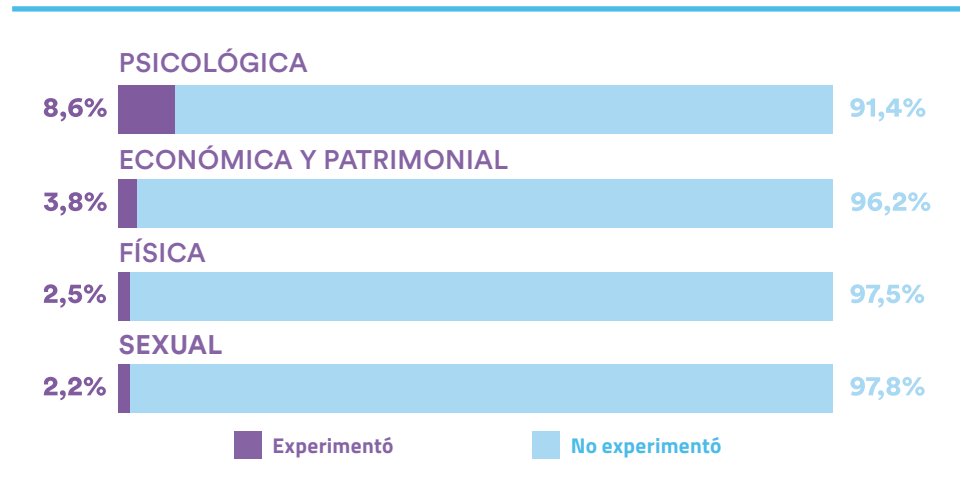 PSICOLÓGICA
8,6% 91,4%
ECONÓMICA Y PATRIMONIAL
3,8% 96,2%
FÍSICA
2,5% 97,5%
SEXUAL
2,2% 97,8%
Experimentó No experimentó